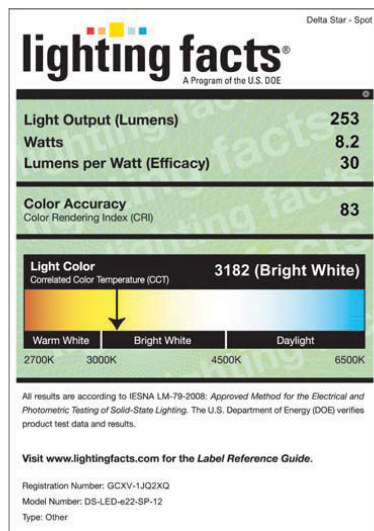 Delta Star - Spot
lighting facts®
A Program of the U.S. DOE
Light Output (Lumens) 253
Watts 8.2
Lumens per Watt (Efficacy) 30
Color Accuracy
Color Rendering Index (CRI) 83
Light Color
Correlated Color Temperature (CCT) 3182 (Bright White)
Warm White Bright White Daylight
2700K 3000K 4500K 6500K
All results are according to IESNA LM-79-2008: Approved Method for the Electrical and
Photometric Testing of Solid-State Lighting. The U.S. Department of Energy (DOE) verifies
product test data and results.
Visit www.lightingfacts.com for the Label Reference Guide.
Registration Number: GCXV-1JQ2XQ
Model Number: DS-LED-e22-SP-12
Type: Other